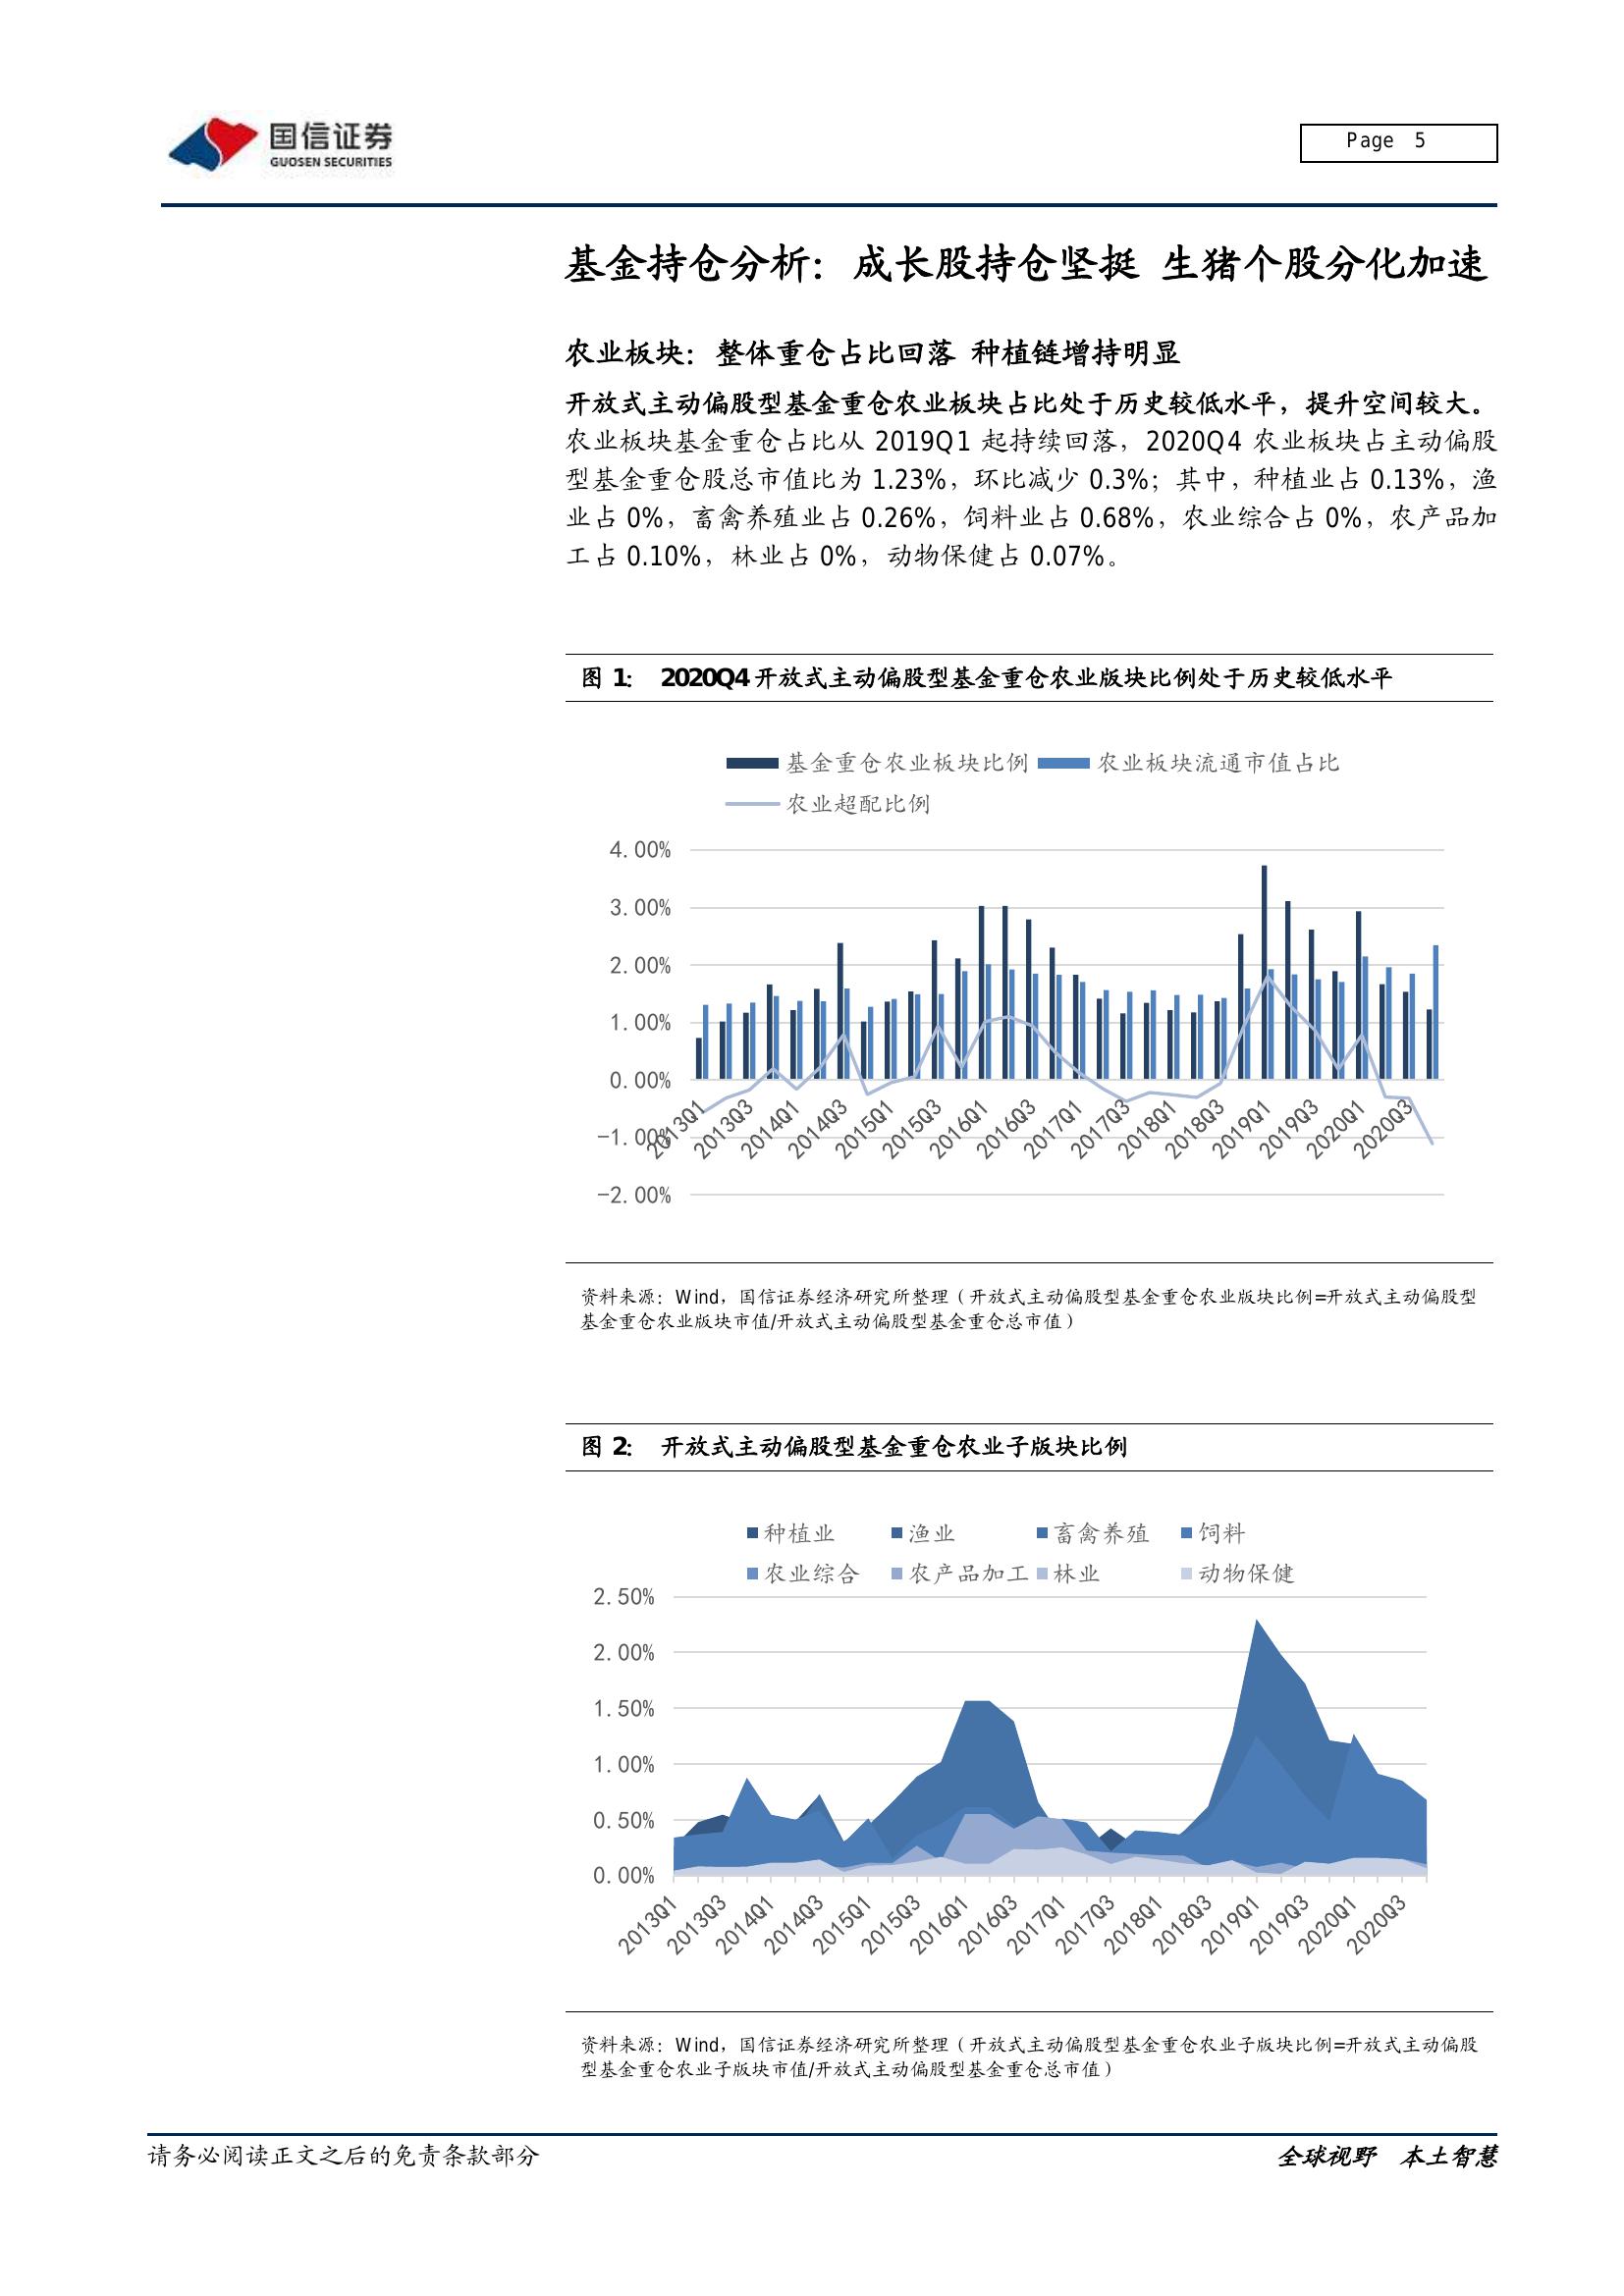 国信证券
GUOSEN SECURITIES
Page 5
基金持仓分析：成长股持仓坚挺 生猪个股分化加速
农业板块：整体重仓占比回落 种植链增持明显
开放式主动偏股型基金重仓农业板块占比处于历史较低水平，提升空间较大。
农业板块基金重仓占比从 2019Q1 起持续回落，2020Q4 农业板块占主动偏股
型基金重仓股总市值比为 1.23%，环比减少 0.3%；其中，种植业占 0.13%，渔
业占 0%，畜禽养殖业占 0.26%，饲料业占 0.68%，农业综合占 0%，农产品加
工占 0.10%，林业占 0%，动物保健占 0.07%。
图 1： 2020Q4 开放式主动偏股型基金重仓农业版块比例处于历史较低水平
基金重仓农业板块比例 农业板块流通市值占比
农业超配比例
4.00%
3.00%
2.00%
1.00%
0.00%
-1.00%
-2.00%
2013Q1 2013Q3 2014Q1 2014Q3 2015Q1 2015Q3 2016Q1 2016Q3 2017Q1 2017Q3 2018Q1 2018Q3 2019Q1 2019Q3 2020Q1 2020Q3
资料来源：Wind，国信证券经济研究所整理（开放式主动偏股型基金重仓农业版块比例=开放式主动偏股型
基金重仓农业版块市值/开放式主动偏股型基金重仓总市值）
图 2： 开放式主动偏股型基金重仓农业子版块比例
种植业 渔业 畜禽养殖 饲料
农业综合 农产品加工 林业 动物保健
2.50%
2.00%
1.50%
1.00%
0.50%
0.00%
2013Q1 2013Q3 2014Q1 2014Q3 2015Q1 2015Q3 2016Q1 2016Q3 2017Q1 2017Q3 2018Q1 2018Q3 2019Q1 2019Q3 2020Q1 2020Q3
资料来源：Wind，国信证券经济研究所整理（开放式主动偏股型基金重仓农业子版块比例=开放式主动偏股
型基金重仓农业子版块市值/开放式主动偏股型基金重仓总市值）
请务必阅读正文之后的免责条款部分
全球视野 本土智慧